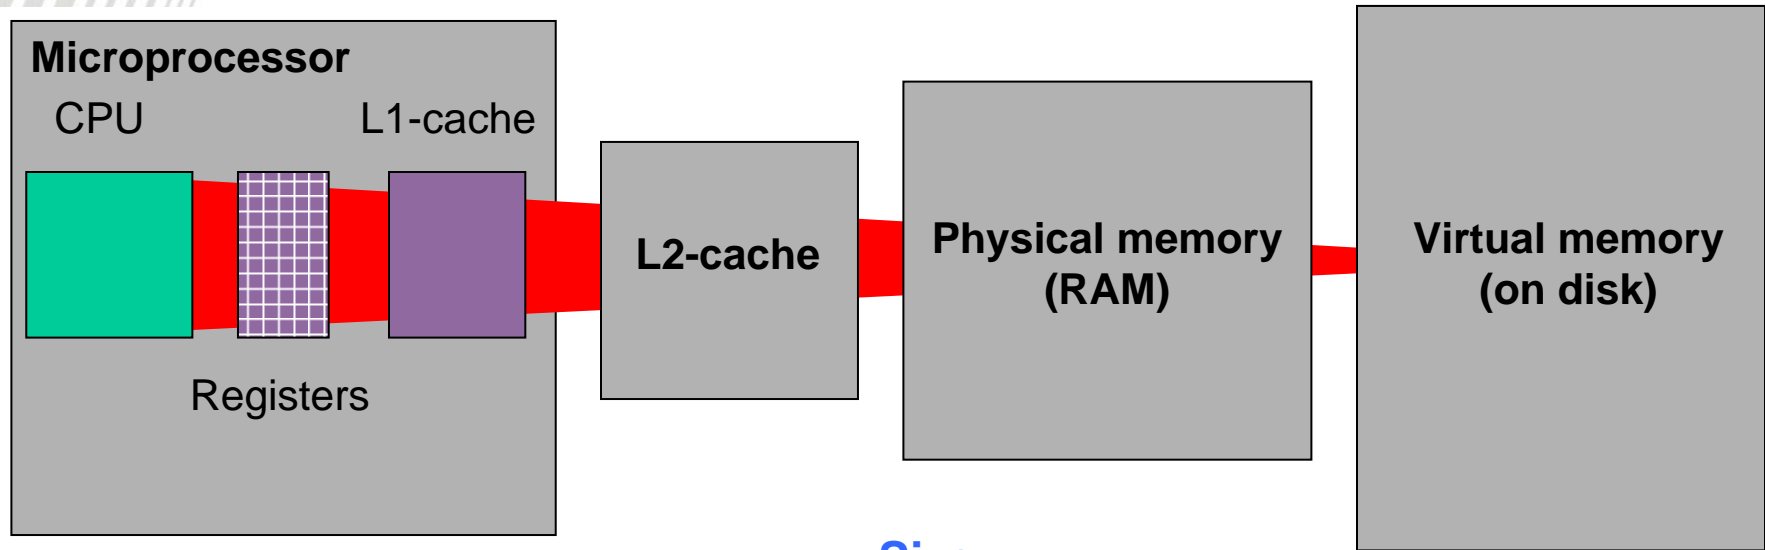 Microprocessor
CPU
L1-cache
Registers
L2-cache
Physical memory
(RAM)
Virtual memory
(on disk)